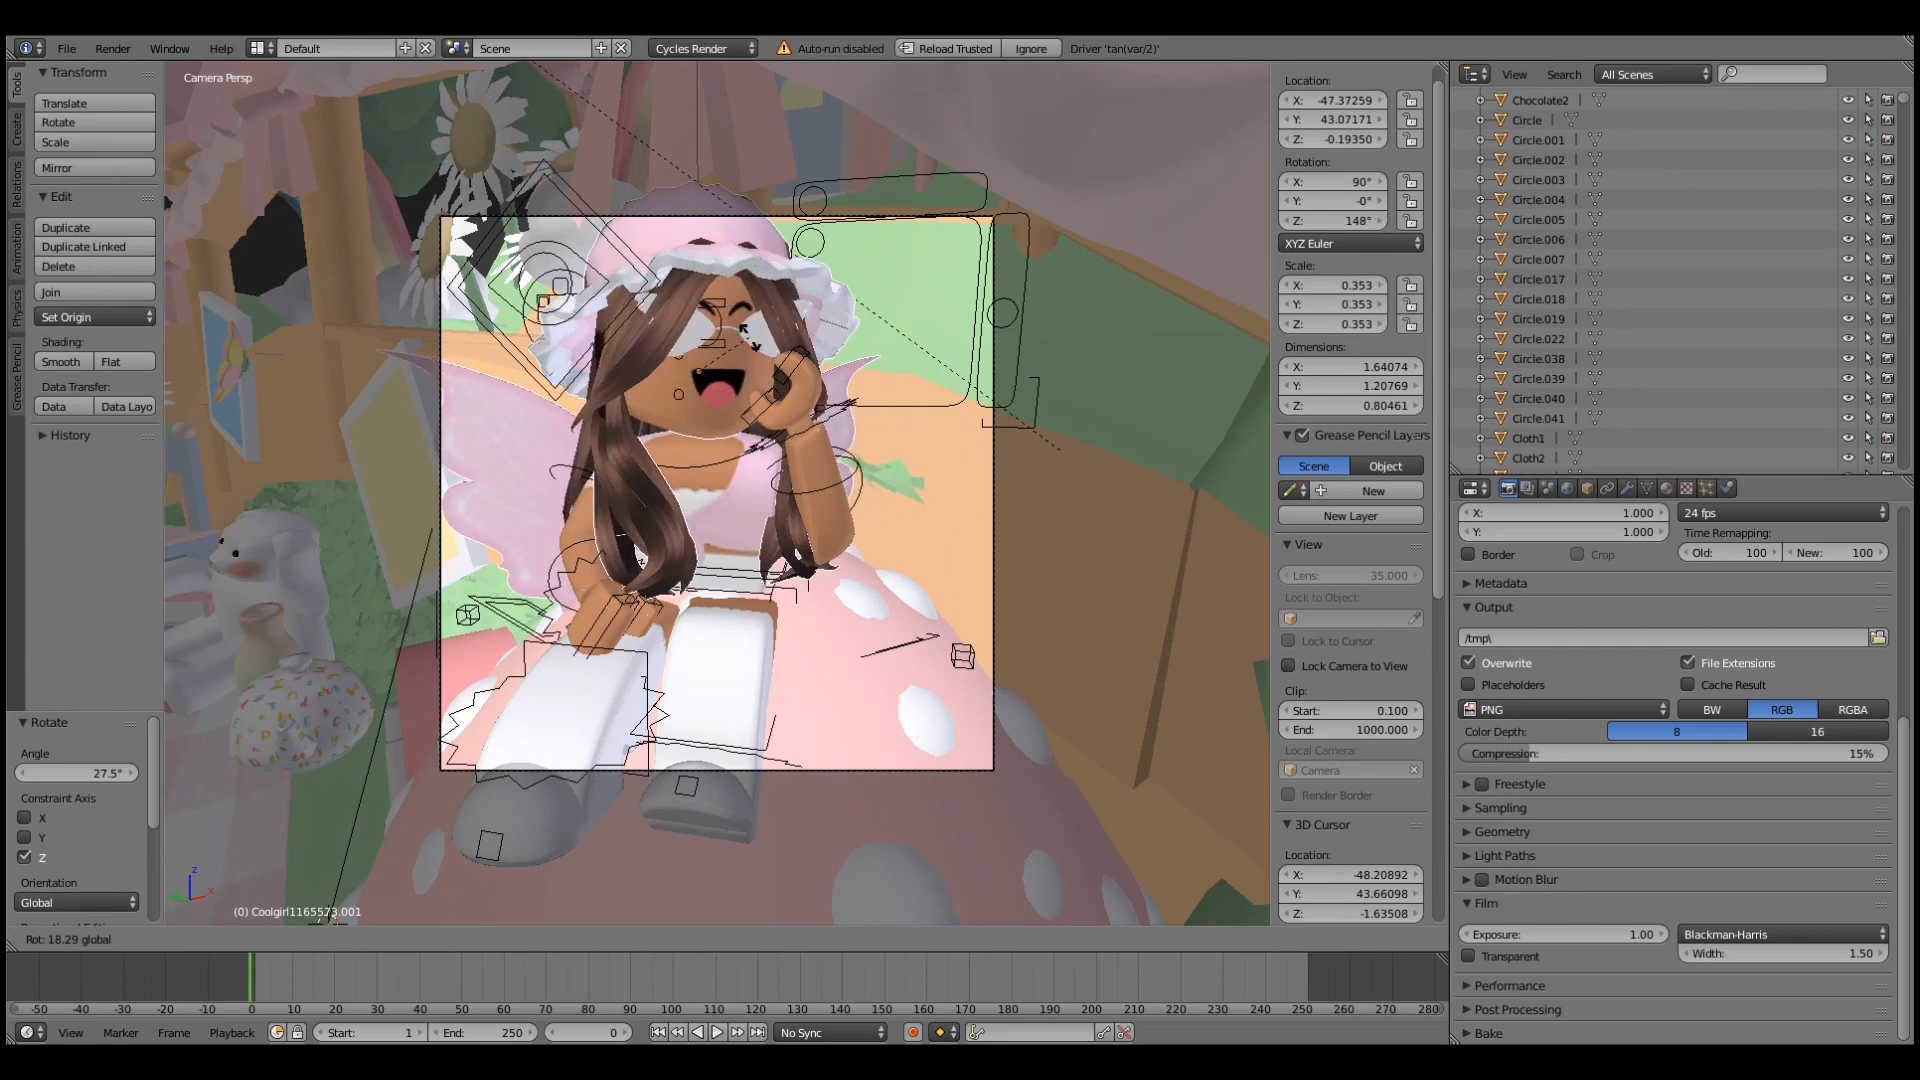 File Render Window Help Default Scene Cycles Render Auto-run disabled Reload Trusted Ignore Driver 'tan(var/2)'
Tools
Create
Relations
Animation
Physics
Grease Pencil
Transform
Translate
Rotate
Scale
Mirror
Edit
Duplicate
Duplicate Linked
Delete
Join
Set Origin
Shading:
Smooth Flat
Data Transfer:
Data Data Layo
History
Rotate
Angle
27.5°
Constraint Axis
X
Y
Z
Orientation
Global
Camera Persp
z
x
(0) Coolgirl1165573.001
Rot: 18.29 global
Location:
X: -47.37259
Y: 43.07171
Z: -0.19350
Rotation:
X: 90°
Y: -0°
Z: 148°
XYZ Euler
Scale:
X: 0.353
Y: 0.353
Z: 0.353
Dimensions:
X: 1.64074
Y: 1.20769
Z: 0.80461
Grease Pencil Layers
Scene Object
New
New Layer
View
Lens: 35.000
Lock to Object:
Lock to Cursor
Lock Camera to View
Clip:
Start: 0.100
End: 1000.000
Local Camera:
Camera
Render Border
3D Cursor
Location:
X: -48.20892
Y: 43.66098
Z: -1.63508
View Search All Scenes
Chocolate2
Circle
Circle.001
Circle.002
Circle.003
Circle.004
Circle.005
Circle.006
Circle.007
Circle.017
Circle.018
Circle.019
Circle.022
Circle.038
Circle.039
Circle.040
Circle.041
Cloth1
Cloth2
X: 1.000 24 fps
Y: 1.000 Time Remapping:
Border Crop Old: 100 New: 100
Metadata
Output
/tmp\
Overwrite File Extensions
Placeholders Cache Result
PNG BW RGB RGBA
Color Depth: 8 16
Compression: 15%
Freestyle
Sampling
Geometry
Light Paths
Motion Blur
Film
Exposure: 1.00 Blackman-Harris
Transparent Width: 1.50
Performance
Post Processing
Bake
-50 -40 -30 -20 -10 0 10 20 30 40 50 60 70 80 90 100 110 120 130 140 150 160 170 180 190 200 210 220 230 240 250 260 270 280
View Marker Frame Playback Start: 1 End: 250 0 No Sync